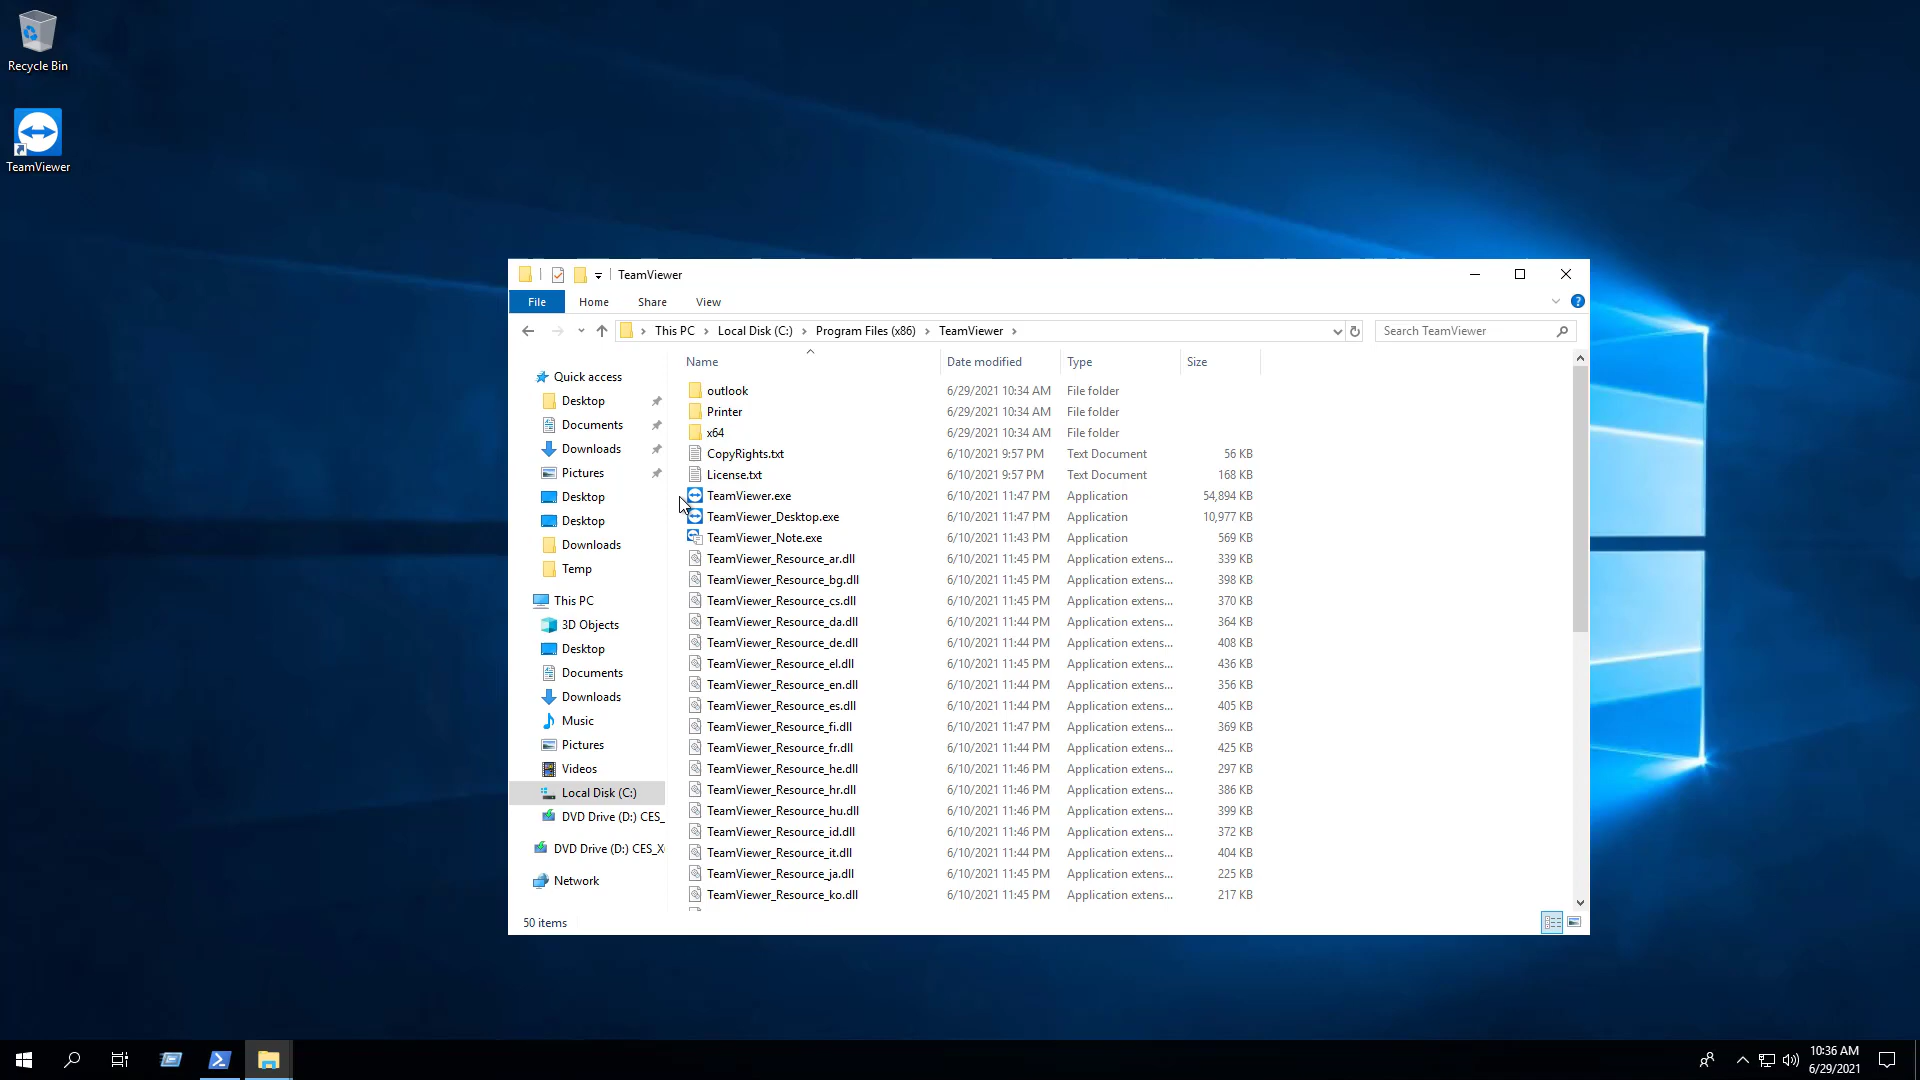 Recycle Bin
TeamViewer
TeamViewer
File Home Share View
This PC Local Disk (C:) Program Files (x86) TeamViewer
Search TeamViewer
Quick access
Desktop
Documents
Downloads
Pictures
Desktop
Desktop
Downloads
Temp
This PC
3D Objects
Desktop
Documents
Downloads
Music
Pictures
Videos
Local Disk (C:)
DVD Drive (D:) CES_
DVD Drive (D:) CES_X
Network
Name Date modified Type Size
outlook 6/29/2021 10:34 AM File folder
Printer 6/29/2021 10:34 AM File folder
x64 6/29/2021 10:34 AM File folder
CopyRights.txt 6/10/2021 9:57 PM Text Document 56 KB
License.txt 6/10/2021 9:57 PM Text Document 168 KB
TeamViewer.exe 6/10/2021 11:47 PM Application 54,894 KB
TeamViewer_Desktop.exe 6/10/2021 11:47 PM Application 10,977 KB
TeamViewer_Note.exe 6/10/2021 11:43 PM Application 569 KB
TeamViewer_Resource_ar.dll 6/10/2021 11:45 PM Application extens... 339 KB
TeamViewer_Resource_bg.dll 6/10/2021 11:45 PM Application extens... 398 KB
TeamViewer_Resource_cs.dll 6/10/2021 11:45 PM Application extens... 370 KB
TeamViewer_Resource_da.dll 6/10/2021 11:44 PM Application extens... 364 KB
TeamViewer_Resource_de.dll 6/10/2021 11:44 PM Application extens... 408 KB
TeamViewer_Resource_el.dll 6/10/2021 11:45 PM Application extens... 436 KB
TeamViewer_Resource_en.dll 6/10/2021 11:44 PM Application extens... 356 KB
TeamViewer_Resource_es.dll 6/10/2021 11:44 PM Application extens... 405 KB
TeamViewer_Resource_fi.dll 6/10/2021 11:47 PM Application extens... 369 KB
TeamViewer_Resource_fr.dll 6/10/2021 11:44 PM Application extens... 425 KB
TeamViewer_Resource_he.dll 6/10/2021 11:46 PM Application extens... 297 KB
TeamViewer_Resource_hr.dll 6/10/2021 11:46 PM Application extens... 386 KB
TeamViewer_Resource_hu.dll 6/10/2021 11:46 PM Application extens... 399 KB
TeamViewer_Resource_id.dll 6/10/2021 11:46 PM Application extens... 372 KB
TeamViewer_Resource_it.dll 6/10/2021 11:44 PM Application extens... 404 KB
TeamViewer_Resource_ja.dll 6/10/2021 11:45 PM Application extens... 225 KB
TeamViewer_Resource_ko.dll 6/10/2021 11:45 PM Application extens... 217 KB
50 items
10:36 AM
6/29/2021